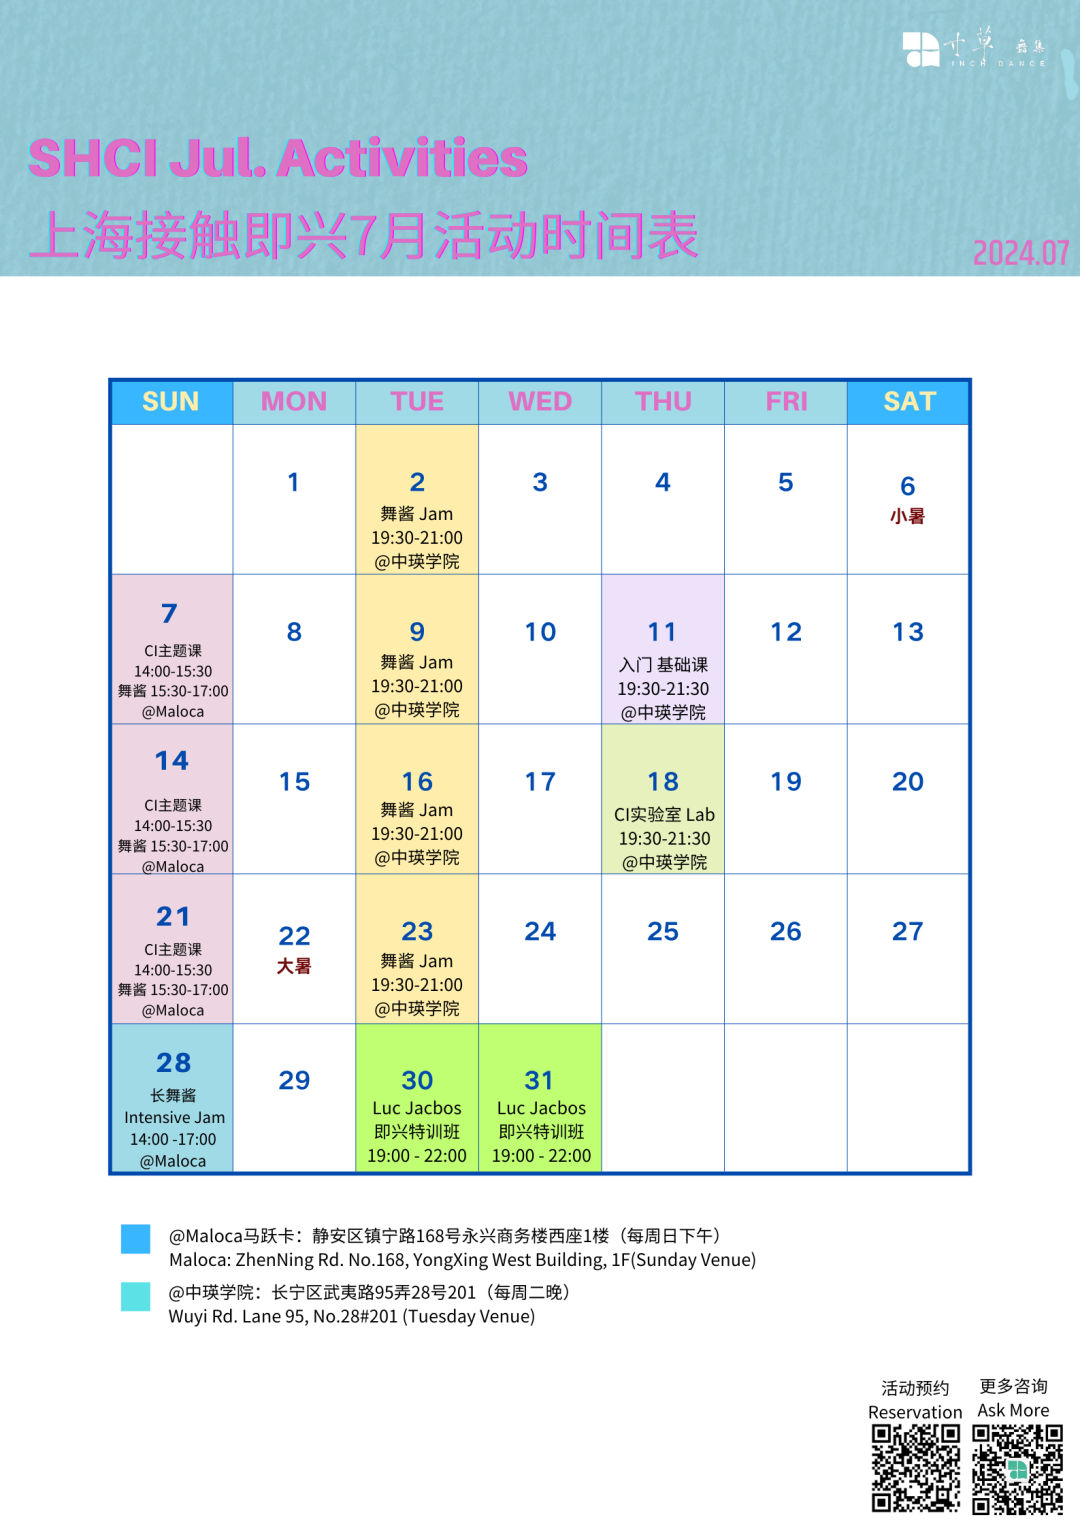 寸草 舞集
INCH DANCE
SHCI Jul. Activities
上海接触即兴7月活动时间表
2024.07
SUN MON TUE WED THU FRI SAT
1
2
舞酱 Jam
19:30-21:00
@中瑛学院
3
4
5
6
小暑
7
CI主题课
14:00-15:30
舞酱 15:30-17:00
@Maloca
8
9
舞酱 Jam
19:30-21:00
@中瑛学院
10
11
入门 基础课
19:30-21:30
@中瑛学院
12
13
14
CI主题课
14:00-15:30
舞酱 15:30-17:00
@Maloca
15
16
舞酱 Jam
19:30-21:00
@中瑛学院
17
18
CI实验室 Lab
19:30-21:30
@中瑛学院
19
20
21
CI主题课
14:00-15:30
舞酱 15:30-17:00
@Maloca
22
大暑
23
舞酱 Jam
19:30-21:00
@中瑛学院
24
25
26
27
28
长舞酱
Intensive Jam
14:00 -17:00
@Maloca
29
30
Luc Jacbos
即兴特训班
19:00 - 22:00
31
Luc Jacbos
即兴特训班
19:00 - 22:00
@Maloca马跃卡：静安区镇宁路168号永兴商务楼西座1楼（每周日下午）
Maloca: ZhenNing Rd. No.168, YongXing West Building, 1F(Sunday Venue)
@中瑛学院：长宁区武夷路95弄28号201（每周二晚）
Wuyi Rd. Lane 95, No.28#201 (Tuesday Venue)
活动预约
Reservation
更多咨询
Ask More